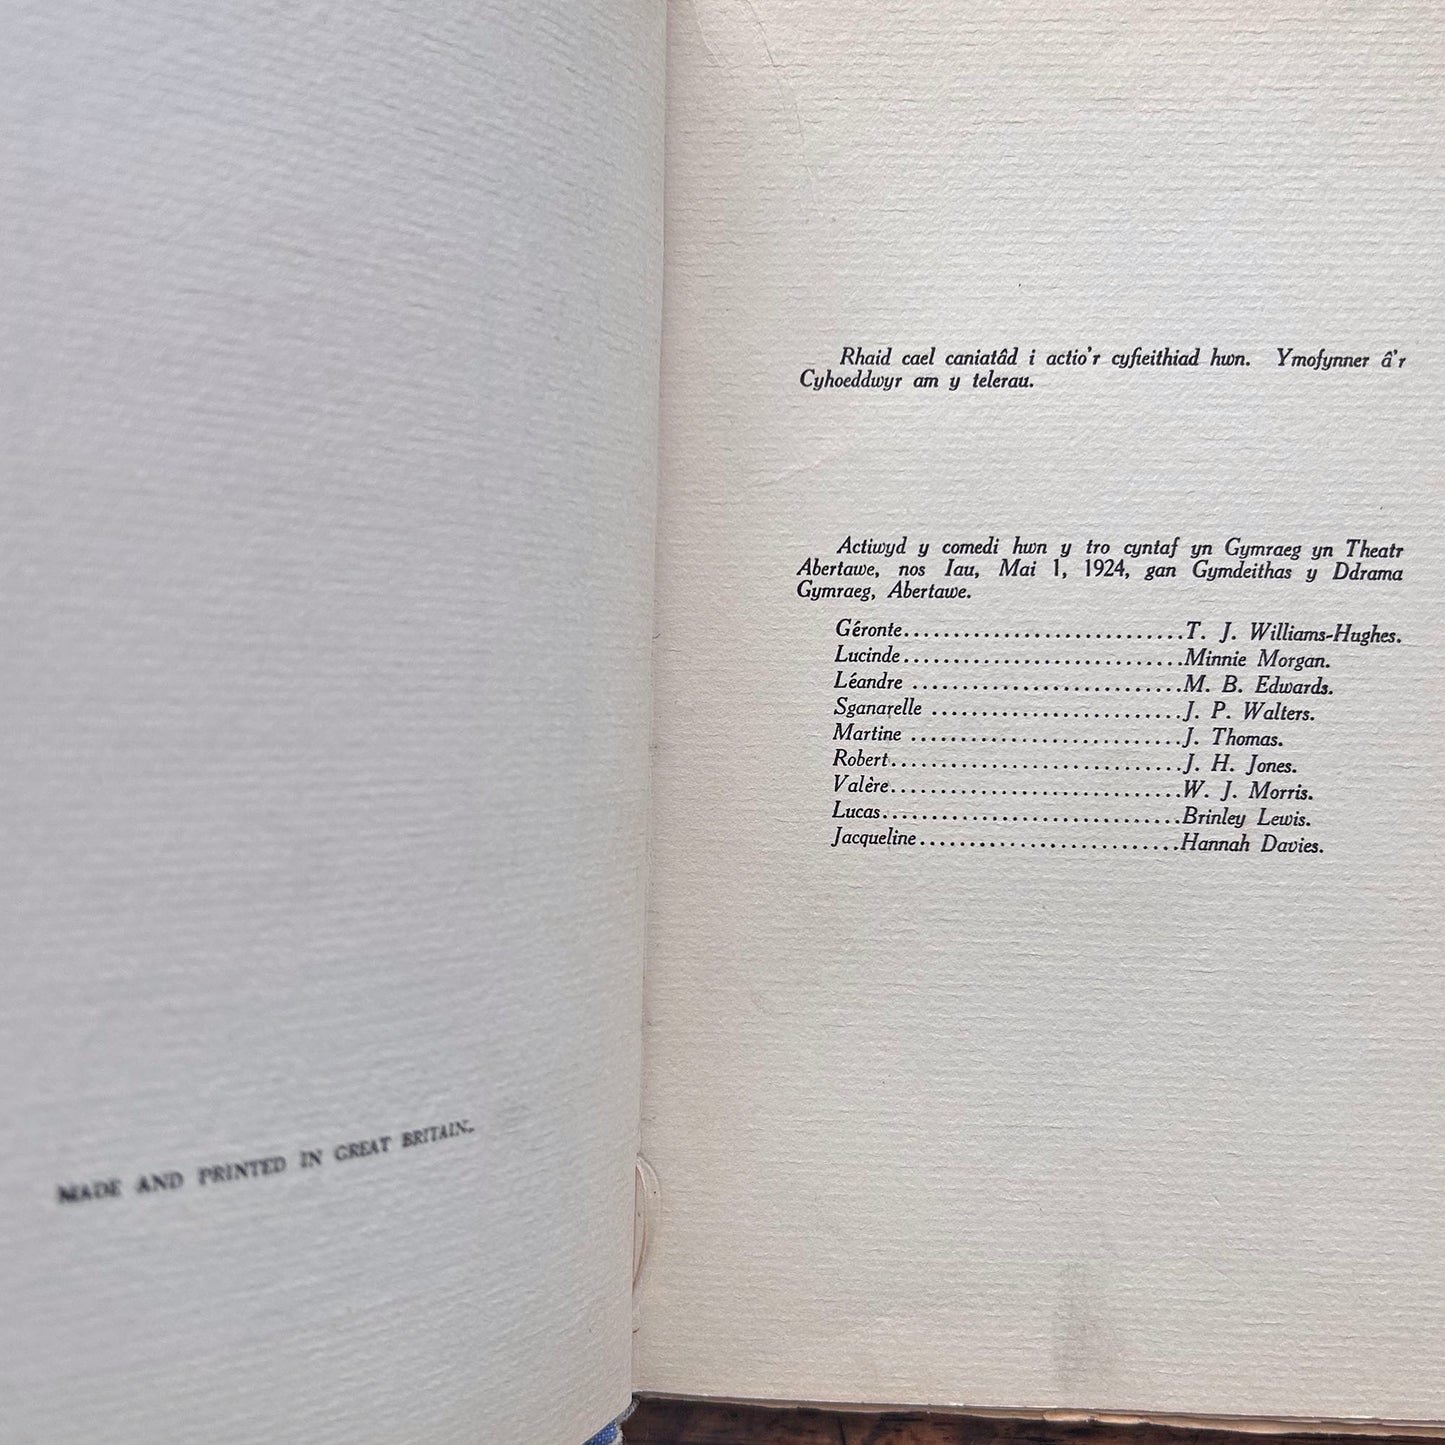 MADE AND PRINTED IN GREAT BRITAIN.
Rhaid cael caniatâd i actio'r cyfieithiad hwn. Ymofynner â'r
Cyhoeddwyr am y telerau.
Actiwyd y comedi hwn y tro cyntaf yn Gymraeg yn Theatr
Abertawe, nos Iau, Mai 1, 1924, gan Gymdeithas y Ddrama
Gymraeg, Abertawe.
Géronte............................T. J. Williams-Hughes.
Lucinde............................Minnie Morgan.
Léandre ...........................M. B. Edwards.
Sganarelle .........................J. P. Walters.
Martine ...........................J. Thomas.
Robert.............................J. H. Jones.
Valère.............................W. J. Morris.
Lucas..............................Brinley Lewis.
Jacqueline..........................Hannah Davies.